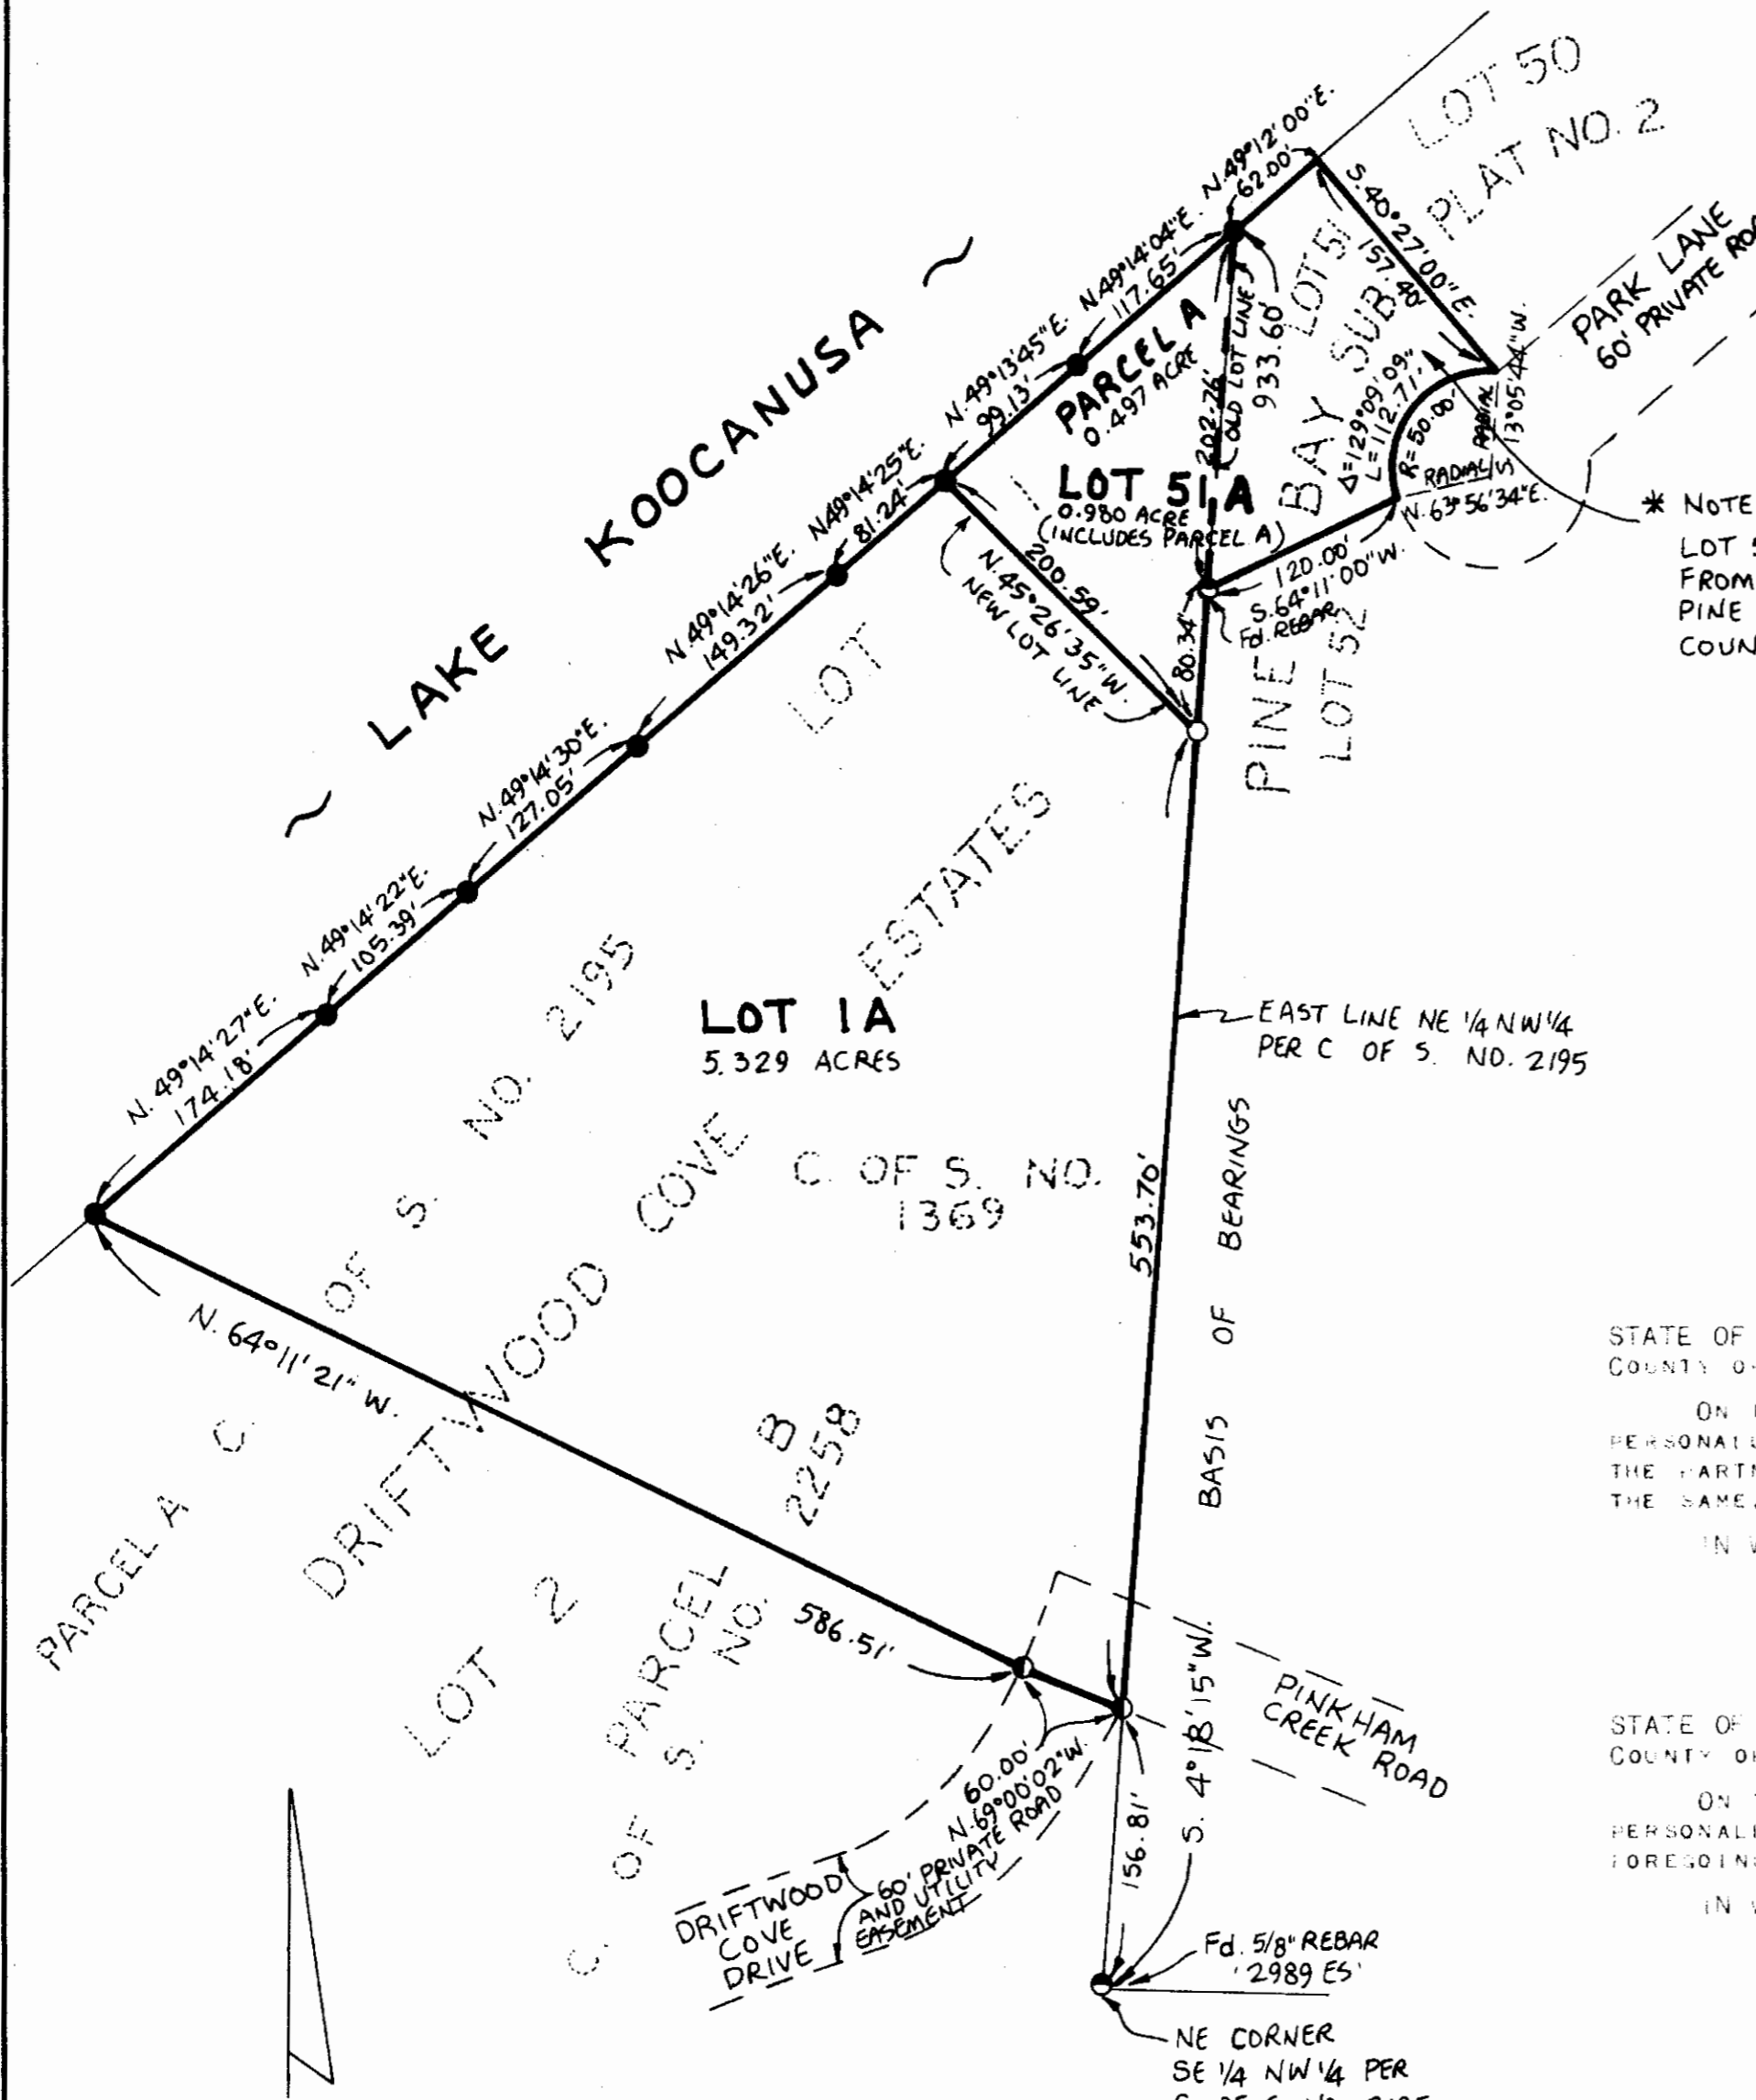 LOT 50
PLAT NO. 2
N.49°12'00"E.
62.00'
S.40°27'00"E.
157.40'
PARK LANE
60' PRIVATE
N49°14'04"E.
117.65'
LOT 51
PINE BAY SUB
PARCEL A
0.497 ACRE
202.76'
(OLD LOT LINE)
933.60'
Δ=129°09'09"
L=112.71'
R=50.00'
RADIAL
13°05'44"W.
RADIAL
N.63°56'34"E.
N.49°13'45"E.
99.13'
LAKE KOOCANUSA
LOT 51A
0.980 ACRE
(INCLUDES PARCEL A)
* NOTE
LOT
FROM
PINE
COUN
N49°14'25"E.
81.24'
200.59'
N.45°26'35"W.
NEW LOT LINE
120.00'
S.64°11'00"W.
Fd. REBAR
80.34'
LOT 52
N.49°14'26"E.
149.32'
LOT
N.49°14'30"E.
127.05'
N.49°14'22"E.
105.39'
N.49°14'27"E.
174.18'
C. OF S. NO. 2195
LOT 1A
5.329 ACRES
EAST LINE NE 1/4 NW 1/4
PER C OF S. NO. 2195
DRIFTWOOD COVE ESTATES
C. OF S. NO.
1369
553.70'
BASIS OF BEARINGS
N.64°11'21"W.
PARCEL A
LOT 2
PARCEL B
C. OF S. NO. 2258
586.51'
STATE OF
COUNTY
ON
THE
THE SAME
IN
PINKHAM
CREEK ROAD
60.00'
N.69°00'02"W.
60' PRIVATE ROAD
AND UTILITY
EASEMENT
DRIFTWOOD
COVE
DRIVE
156.81'
S. 4°18'15"W.
STATE OF
COUNTY
ON
IN
Fd. 5/8" REBAR
'2989 ES'
NE CORNER
SE 1/4 NW 1/4 PER